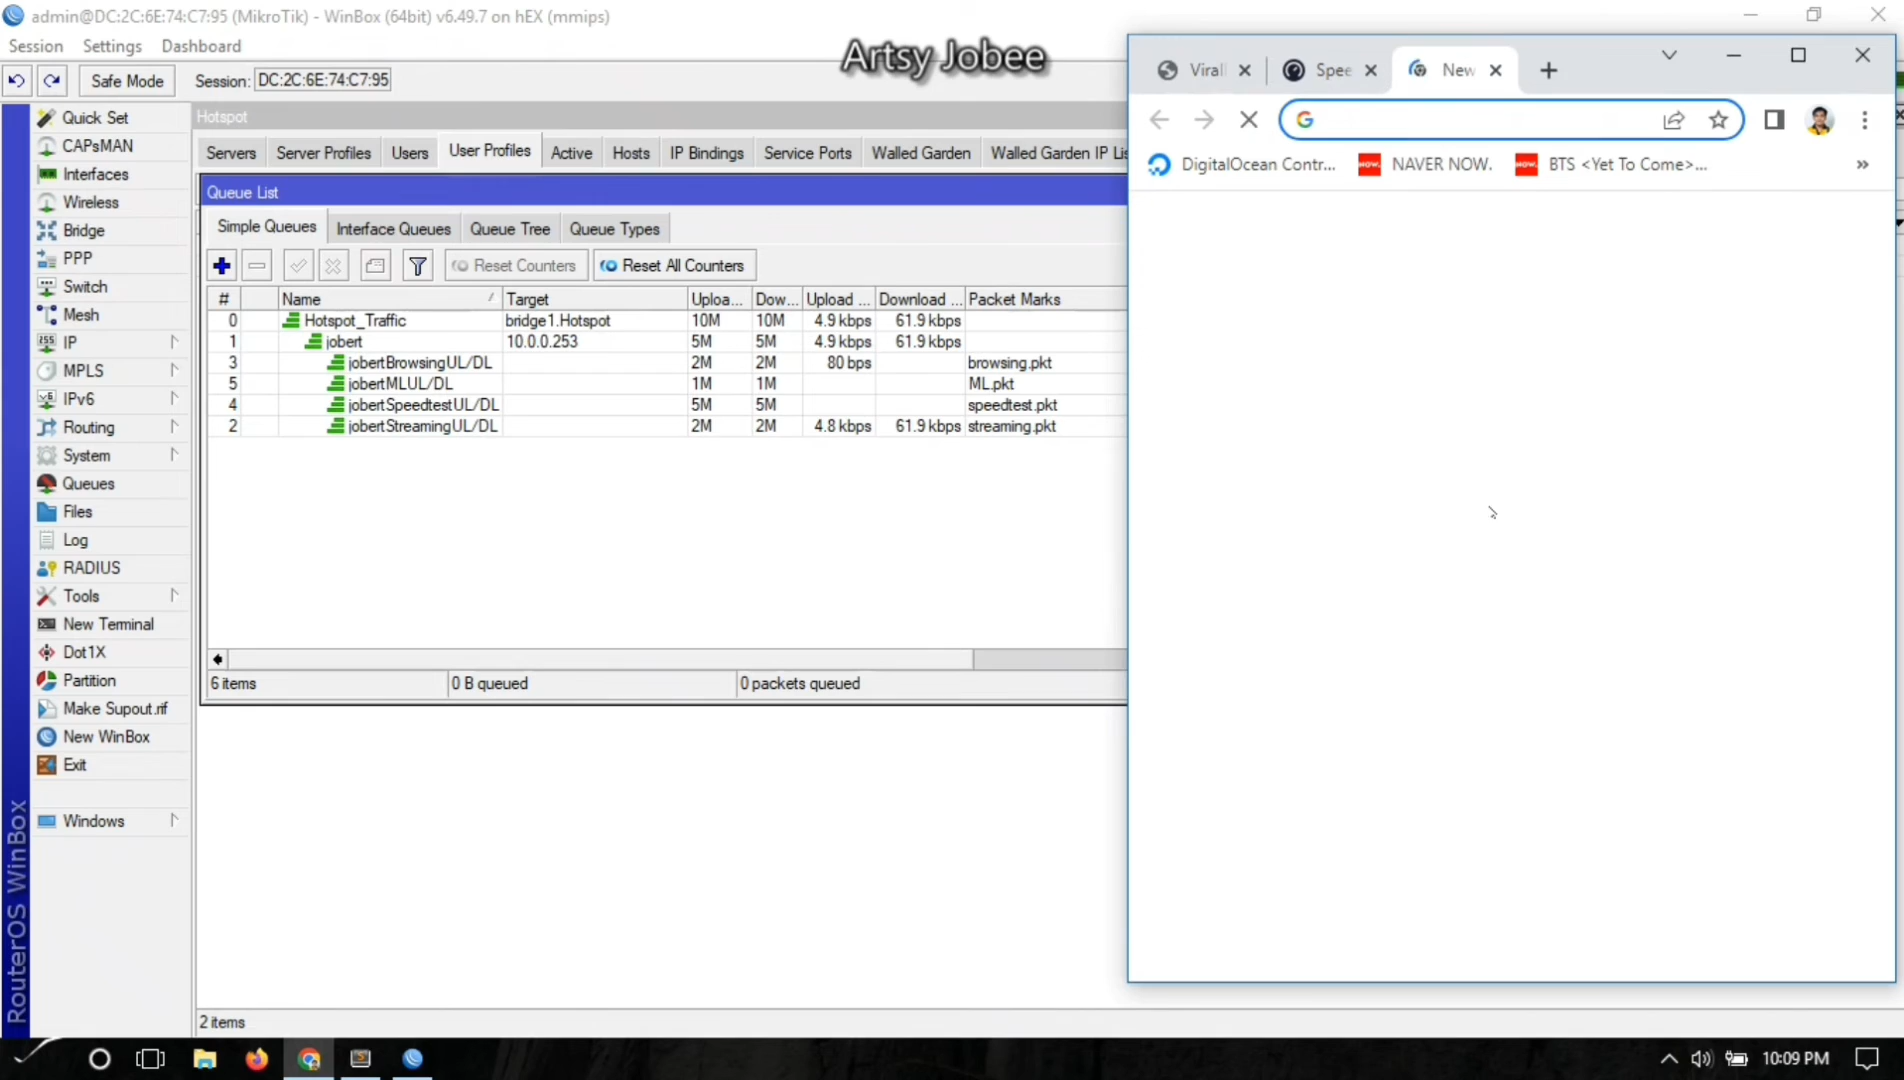 admin@DC:2C:6E:74:C7:95 (MikroTik) - WinBox (64bit) v6.49.7 on hEX (mmips)
Session Settings Dashboard
Artsy Jobee
Safe Mode Session: DC:2C:6E:74:C7:95
Quick Set
CAPsMAN
Interfaces
Wireless
Bridge
PPP
Switch
Mesh
IP
MPLS
IPv6
Routing
System
Queues
Files
Log
RADIUS
Tools
New Terminal
Dot1X
Partition
Make Supout.rif
New WinBox
Exit
Windows
RouterOS WinBox
Hotspot
Servers Server Profiles Users User Profiles Active Hosts IP Bindings Service Ports Walled Garden Walled Garden IP Lis
Queue List
Simple Queues Interface Queues Queue Tree Queue Types
Reset Counters Reset All Counters
# Name Target Uploa... Dow... Upload ... Download ... Packet Marks
0 Hotspot_Traffic bridge1.Hotspot 10M 10M 4.9 kbps 61.9 kbps
1 jobert 10.0.0.253 5M 5M 4.9 kbps 61.9 kbps
3 jobertBrowsingUL/DL 2M 2M 80 bps browsing.pkt
5 jobertMLUL/DL 1M 1M ML.pkt
4 jobertSpeedtestUL/DL 5M 5M speedtest.pkt
2 jobertStreamingUL/DL 2M 2M 4.8 kbps 61.9 kbps streaming.pkt
6 items 0 B queued 0 packets queued
2 items
Viral Spee New
DigitalOcean Contr... NOW. NAVER NOW. NOW. BTS <Yet To Come>... »
10:09 PM